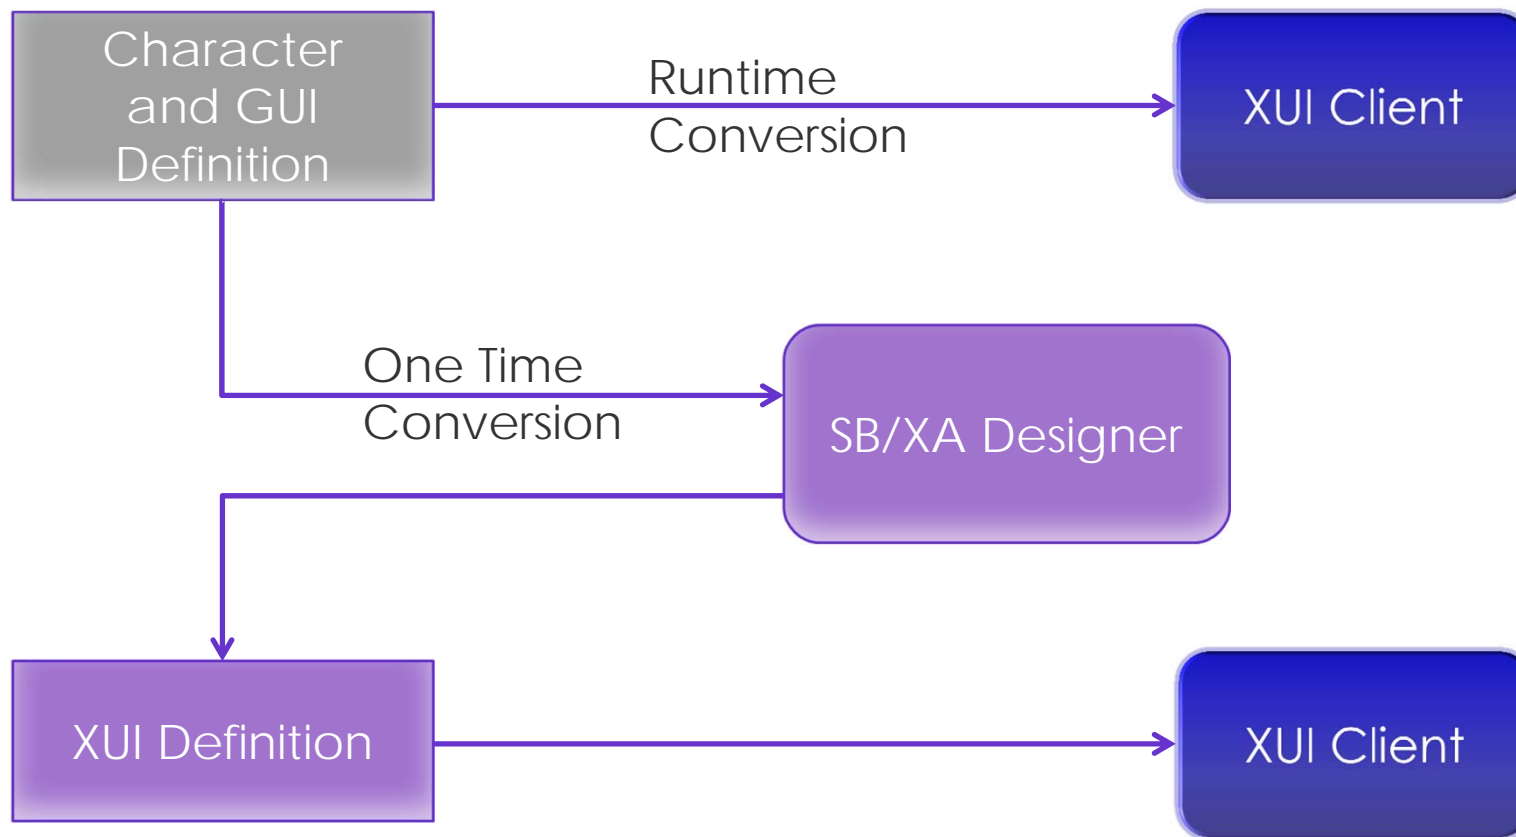 Character
and GUI
Definition
Runtime
Conversion
XUI Client
One Time
Conversion
SB/XA Designer
XUI Definition
XUI Client